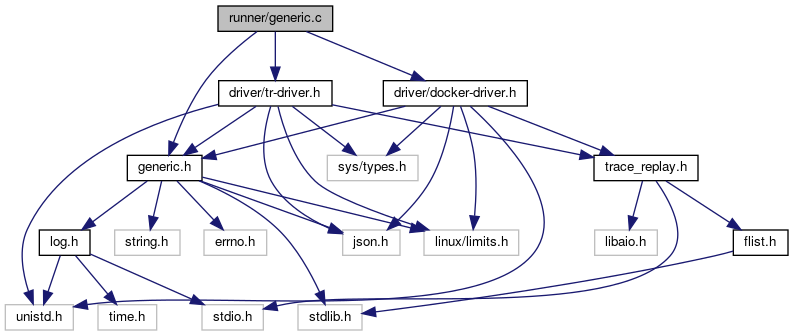 runner/generic.c
driver/tr-driver.h
driver/docker-driver.h
generic.h
sys/types.h
trace_replay.h
log.h
string.h
errno.h
json.h
linux/limits.h
libaio.h
flist.h
unistd.h
time.h
stdio.h
stdlib.h